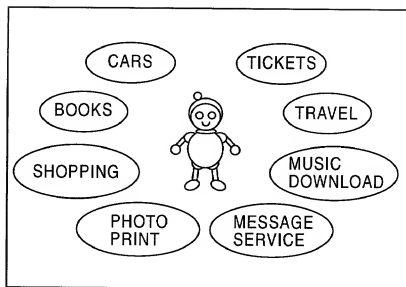 CARS
TICKETS
BOOKS
TRAVEL
SHOPPING
MUSIC
DOWNLOAD
PHOTO
PRINT
MESSAGE
SERVICE